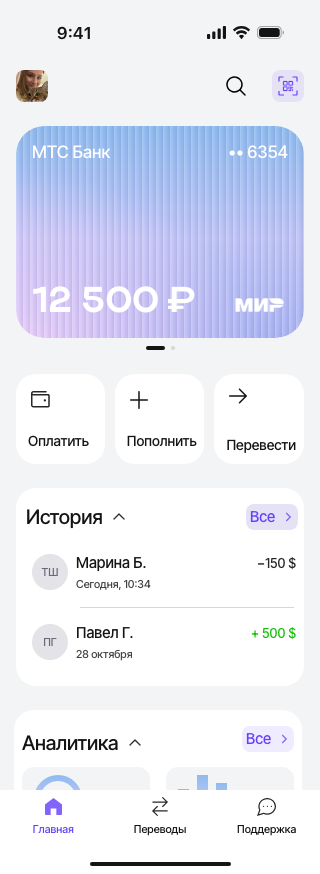 9:41
МТС Банк
•• 6354
12 500 ₽
МИР
Оплатить
Пополнить
Перевести
История
Все
ТШ
Марина Б.
−150 $
Сегодня, 10:34
ПГ
Павел Г.
+ 500 $
28 октября
Аналитика
Все
Главная
Переводы
Поддержка